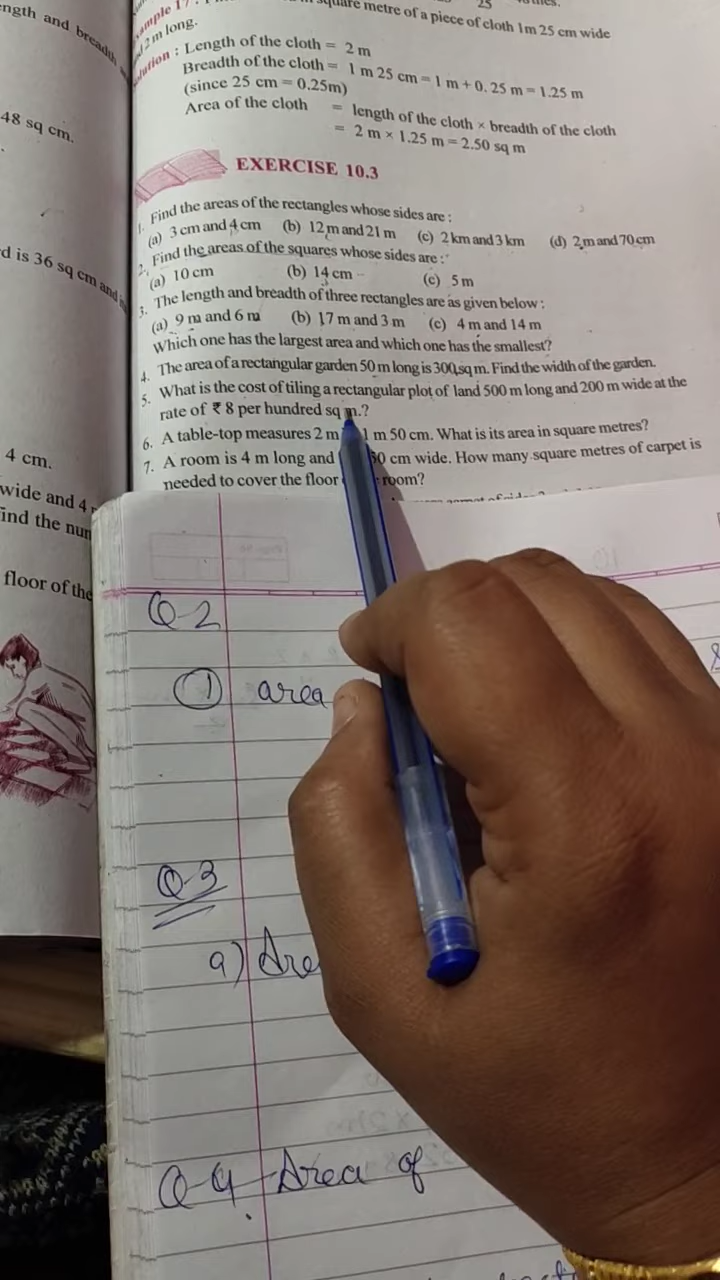 ength and breadth
48 sq cm.
d is 36 sq cm and
4 cm.
wide and 4
ind the num
floor of the
25
square metre of a piece of cloth 1m 25 cm wide
2 m long.
Length of the cloth = 2 m
Breadth of the cloth = 1 m 25 cm = 1 m + 0. 25 m = 1.25 m
(since 25 cm = 0.25m)
Area of the cloth = length of the cloth × breadth of the cloth
= 2 m × 1.25 m = 2.50 sq m
EXERCISE 10.3
1. Find the areas of the rectangles whose sides are :
(a) 3 cm and 4 cm (b) 12 m and 21 m (c) 2 km and 3 km (d) 2 m and 70 cm
2. Find the areas of the squares whose sides are :
(a) 10 cm (b) 14 cm (c) 5 m
3. The length and breadth of three rectangles are as given below :
(a) 9 m and 6 m (b) 17 m and 3 m (c) 4 m and 14 m
Which one has the largest area and which one has the smallest?
4. The area of a rectangular garden 50 m long is 300 sq m. Find the width of the garden.
5. What is the cost of tiling a rectangular plot of land 500 m long and 200 m wide at the
rate of ₹ 8 per hundred sq m.?
6. A table-top measures 2 m 1 m 50 cm. What is its area in square metres?
7. A room is 4 m long and 50 cm wide. How many square metres of carpet is
needed to cover the floor room?
Q-2
① area
Q-3
a) Are
Q-4 Area of